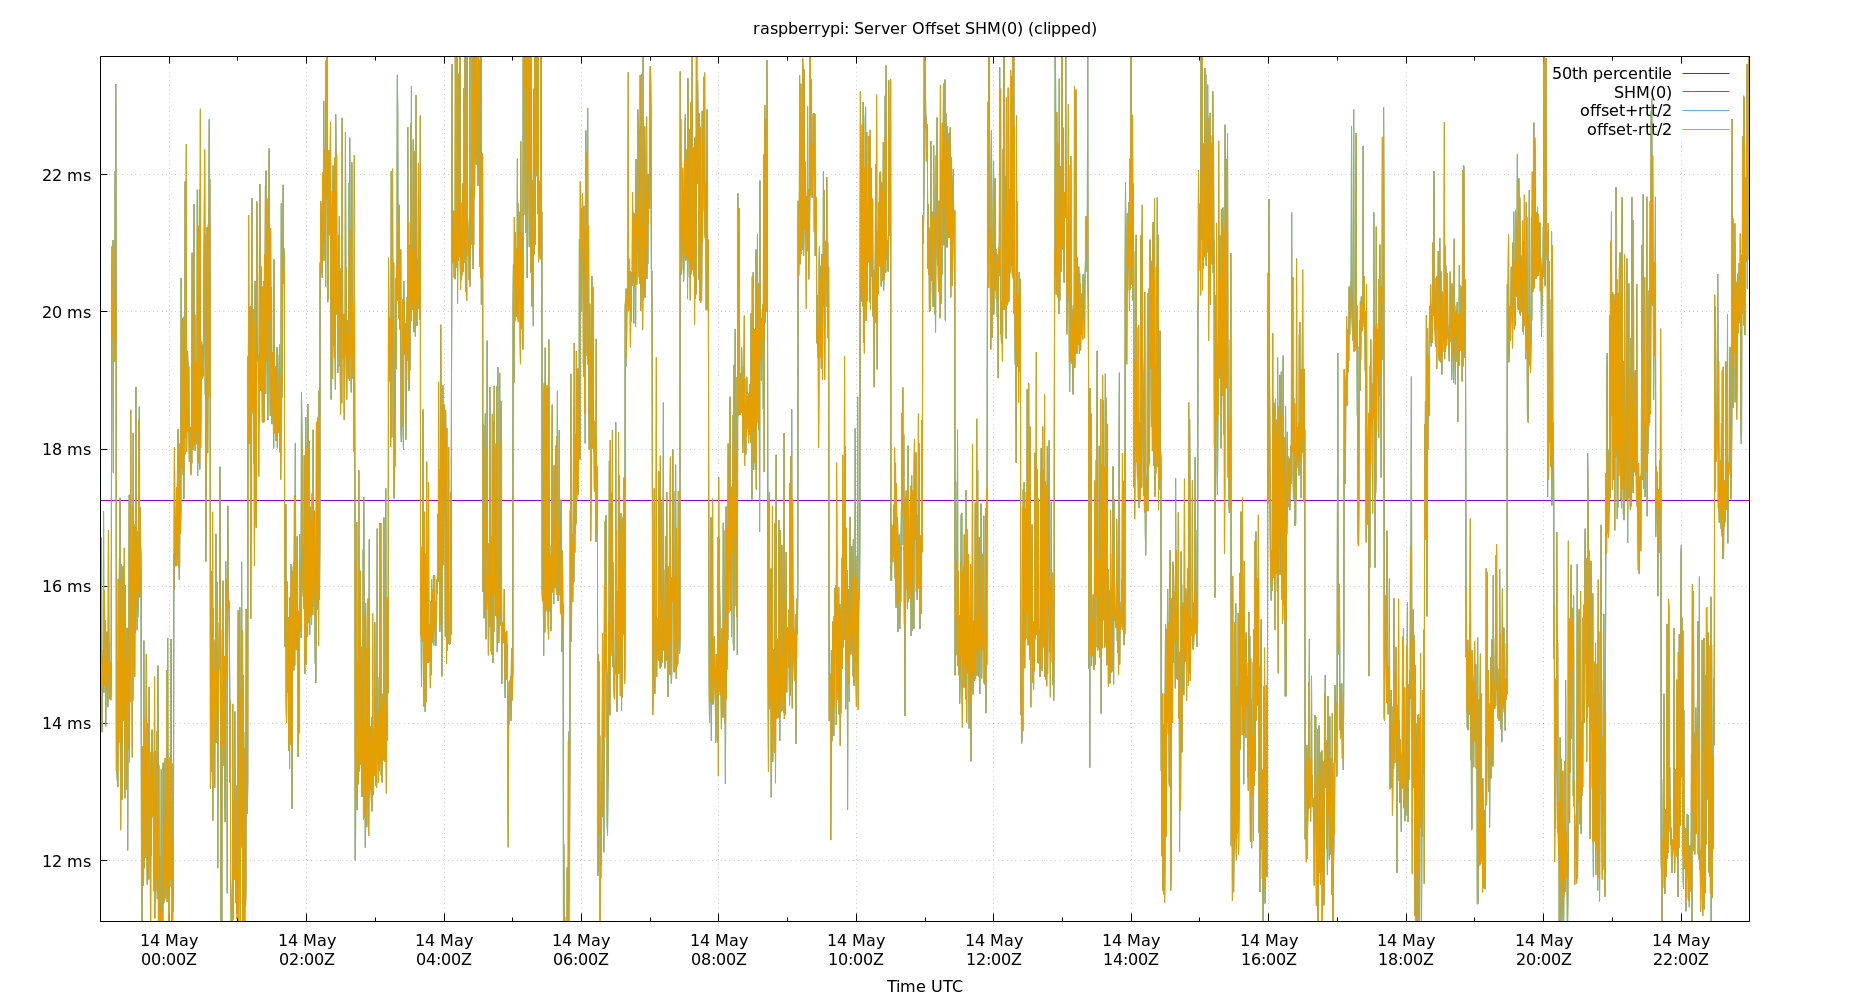 raspberrypi: Server Offset SHM(0) (clipped)
50th percentile
SHM(0)
offset+rtt/2
offset-rtt/2
22 ms
20 ms
18 ms
16 ms
14 ms
12 ms
14 May 14 May 14 May 14 May 14 May 14 May 14 May 14 May 14 May 14 May 14 May 14 May
00:00Z 02:00Z 04:00Z 06:00Z 08:00Z 10:00Z 12:00Z 14:00Z 16:00Z 18:00Z 20:00Z 22:00Z
Time UTC